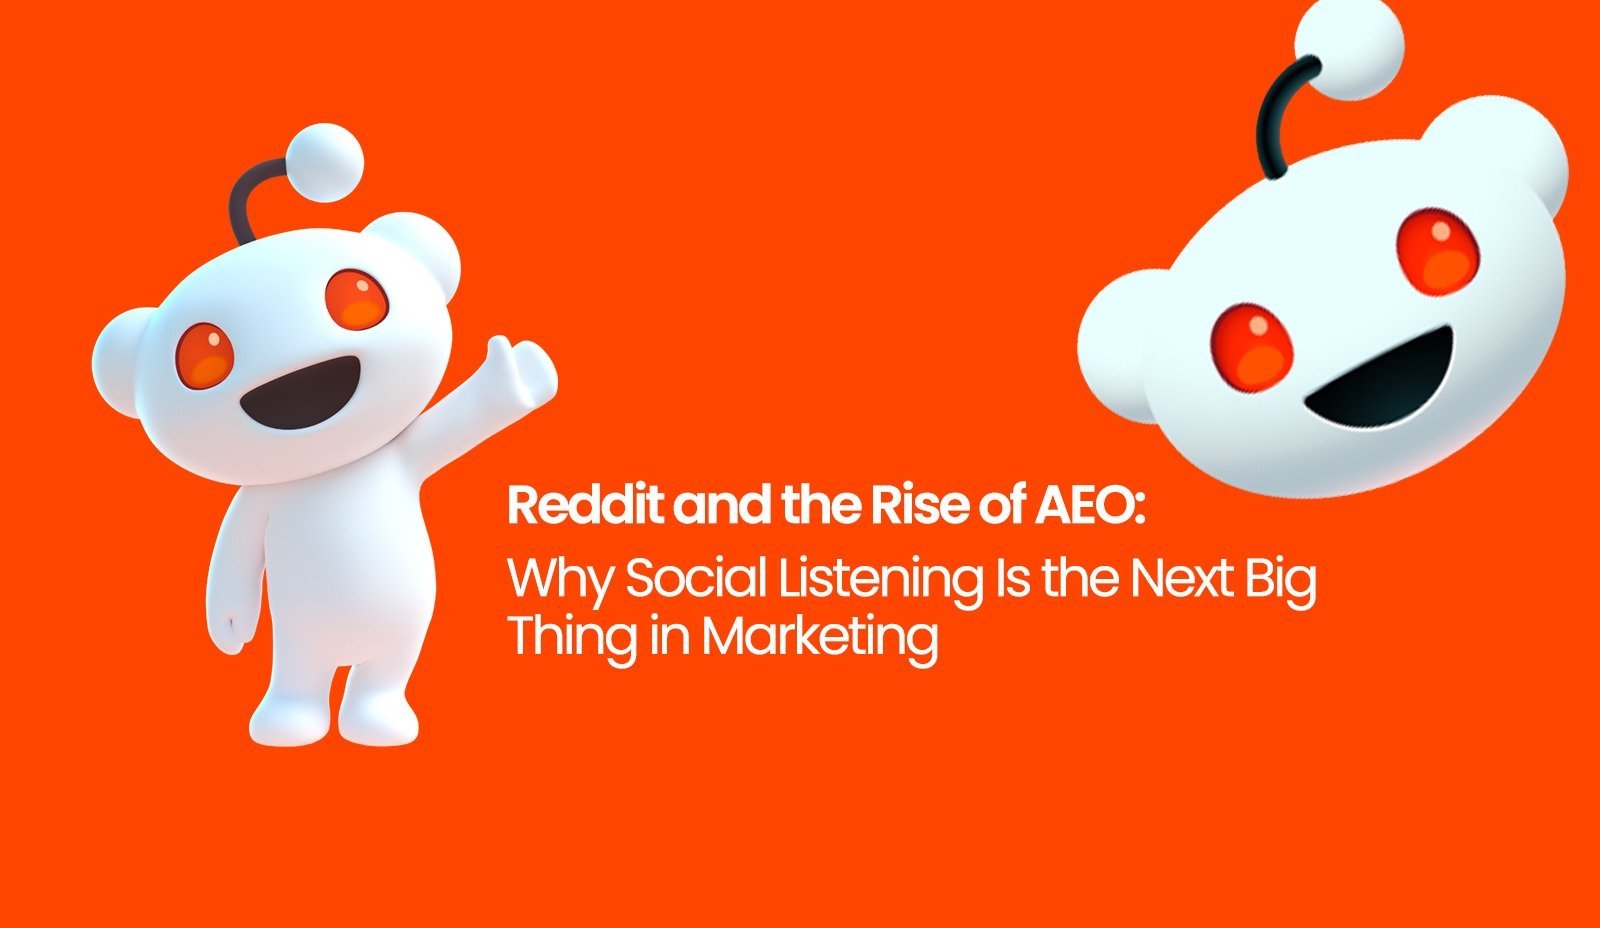 Reddit and the Rise of AEO:
Why Social Listening Is the Next Big
Thing in Marketing